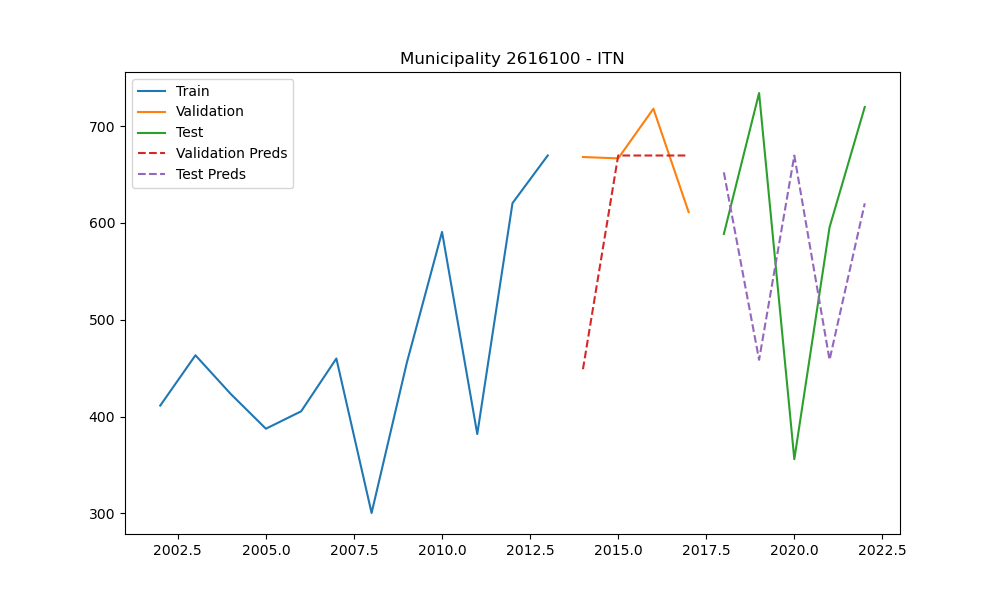 Municipality 2616100 - ITN
Train
Validation
Test
Validation Preds
Test Preds
700
600
500
400
300
2002.5 2005.0 2007.5 2010.0 2012.5 2015.0 2017.5 2020.0 2022.5